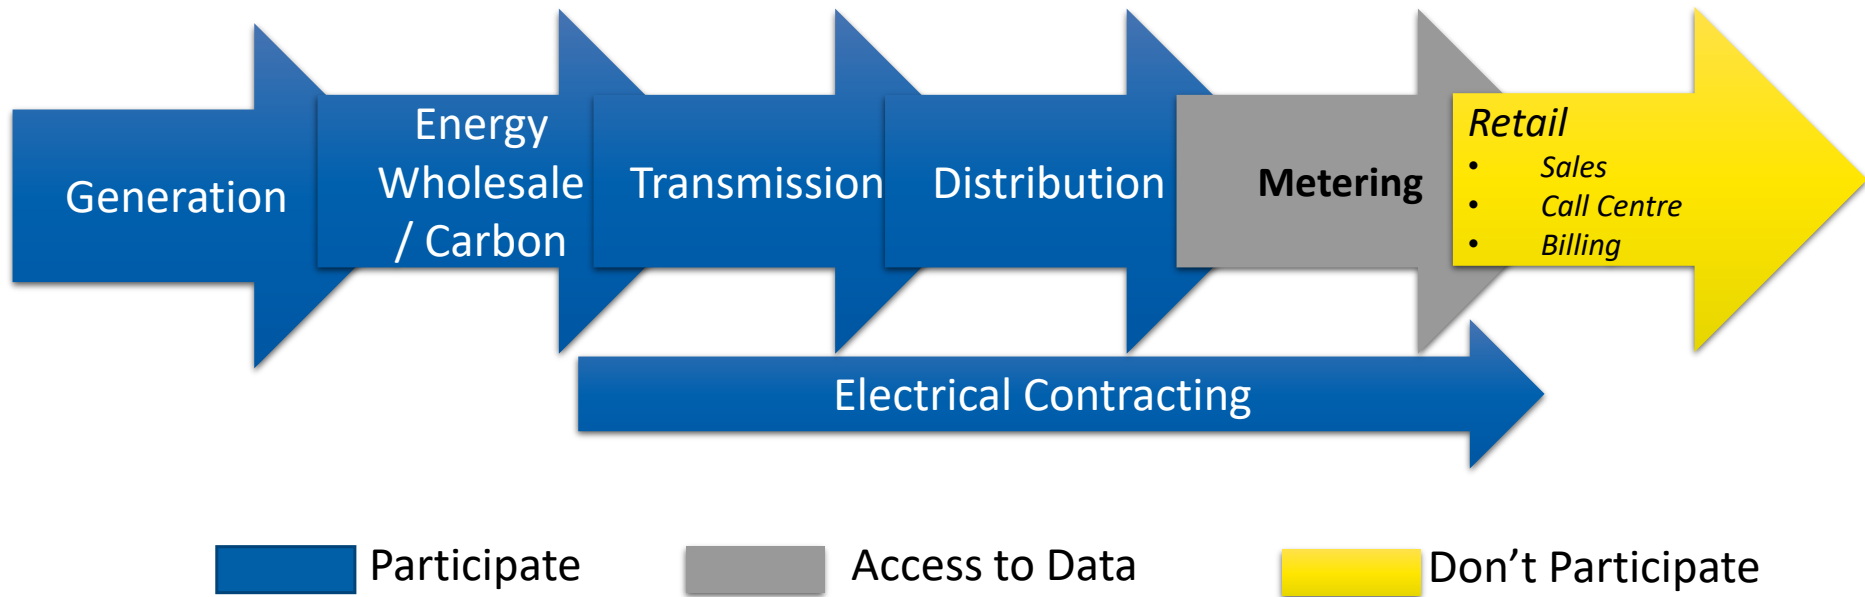 Generation
Energy
Wholesale
/ Carbon
Transmission
Distribution
Metering
Retail
• Sales
• Call Centre
• Billing
Electrical Contracting
Participate
Access to Data
Don’t Participate